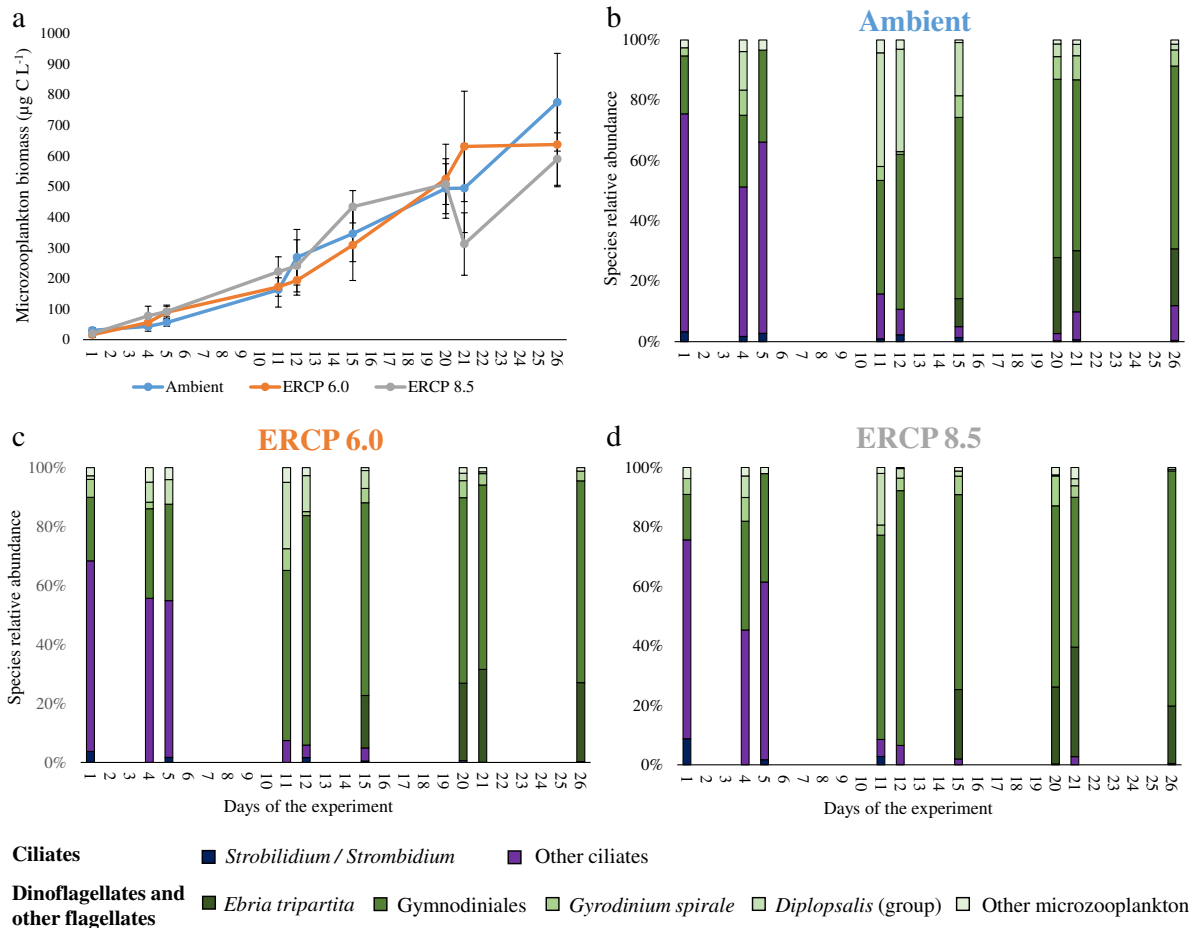 a
Microzooplankton biomass (µg C L-1)
1000
900
800
700
600
500
400
300
200
100
0
1 2 3 4 5 6 7 8 9 10 11 12 13 14 15 16 17 18 19 20 21 22 23 24 25 26
Ambient ERCP 6.0 ERCP 8.5
b
Ambient
Species relative abundance
100%
80%
60%
40%
20%
0%
1 2 3 4 5 6 7 8 9 10 11 12 13 14 15 16 17 18 19 20 21 22 23 24 25 26
c
ERCP 6.0
Species relative abundance
100%
80%
60%
40%
20%
0%
1 2 3 4 5 6 7 8 9 10 11 12 13 14 15 16 17 18 19 20 21 22 23 24 25 26
Days of the experiment
d
ERCP 8.5
100%
80%
60%
40%
20%
0%
1 2 3 4 5 6 7 8 9 10 11 12 13 14 15 16 17 18 19 20 21 22 23 24 25 26
Days of the experiment
Ciliates Strobilidium / Strombidium Other ciliates
Dinoflagellates and
other flagellates
Ebria tripartita Gymnodiniales Gyrodinium spirale Diplopsalis (group) Other microzooplankton